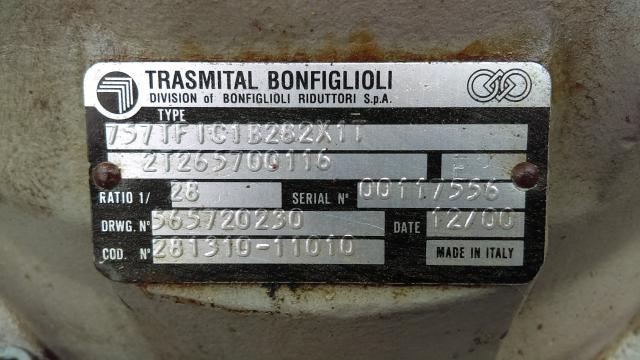 TRASMITAL BONFIGLIOLI
DIVISION of BONFIGLIOLI RIDUTTORI S.p.A.
TYPE
757TF1C1B282X1T
2T265700116
RATIO 1/ 28 SERIAL N° 00117556
DRWG. N° 565720230 DATE 12/00
COD. N° 281310-11010 MADE IN ITALY